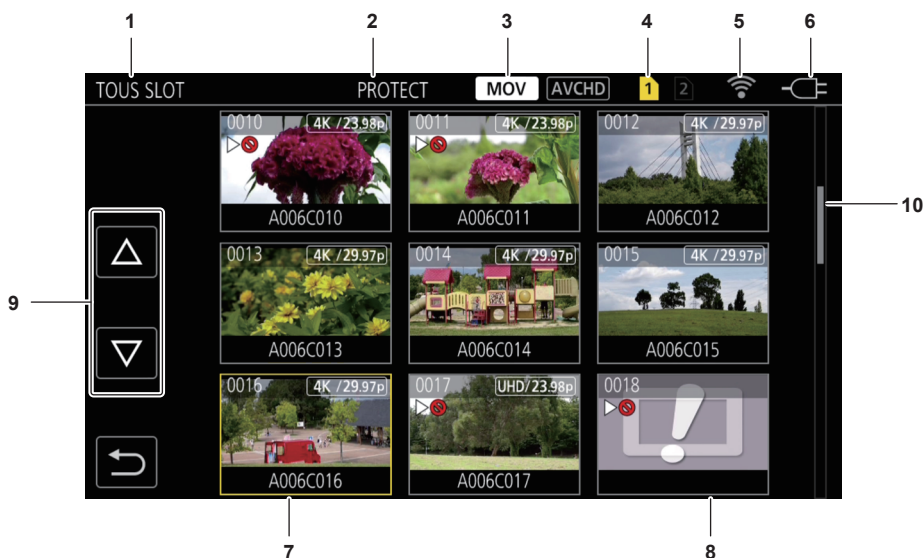 1 2 3 4 5 6
TOUS SLOT PROTECT MOV AVCHD 1 2
0010 4K /23.98p 0011 4K /23.98p 0012 4K /29.97p
A006C010 A006C011 A006C012
10
0013 4K /29.97p 0014 4K /29.97p 0015 4K /29.97p
9
A006C013 A006C014 A006C015
0016 4K /29.97p 0017 UHD/23.98p 0018
A006C016 A006C017
7 8